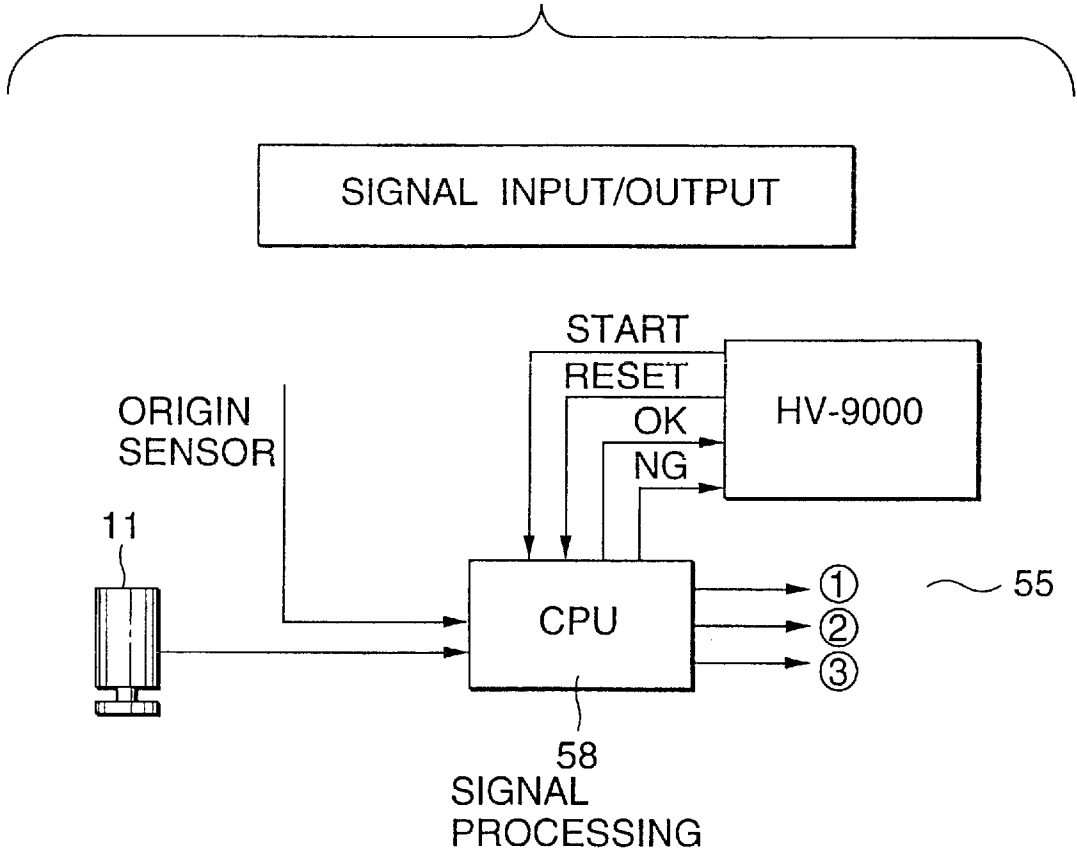 SIGNAL INPUT/OUTPUT
START
RESET
OK
NG
HV-9000
ORIGIN
SENSOR
11
CPU
①
②
③
55
58
SIGNAL
PROCESSING